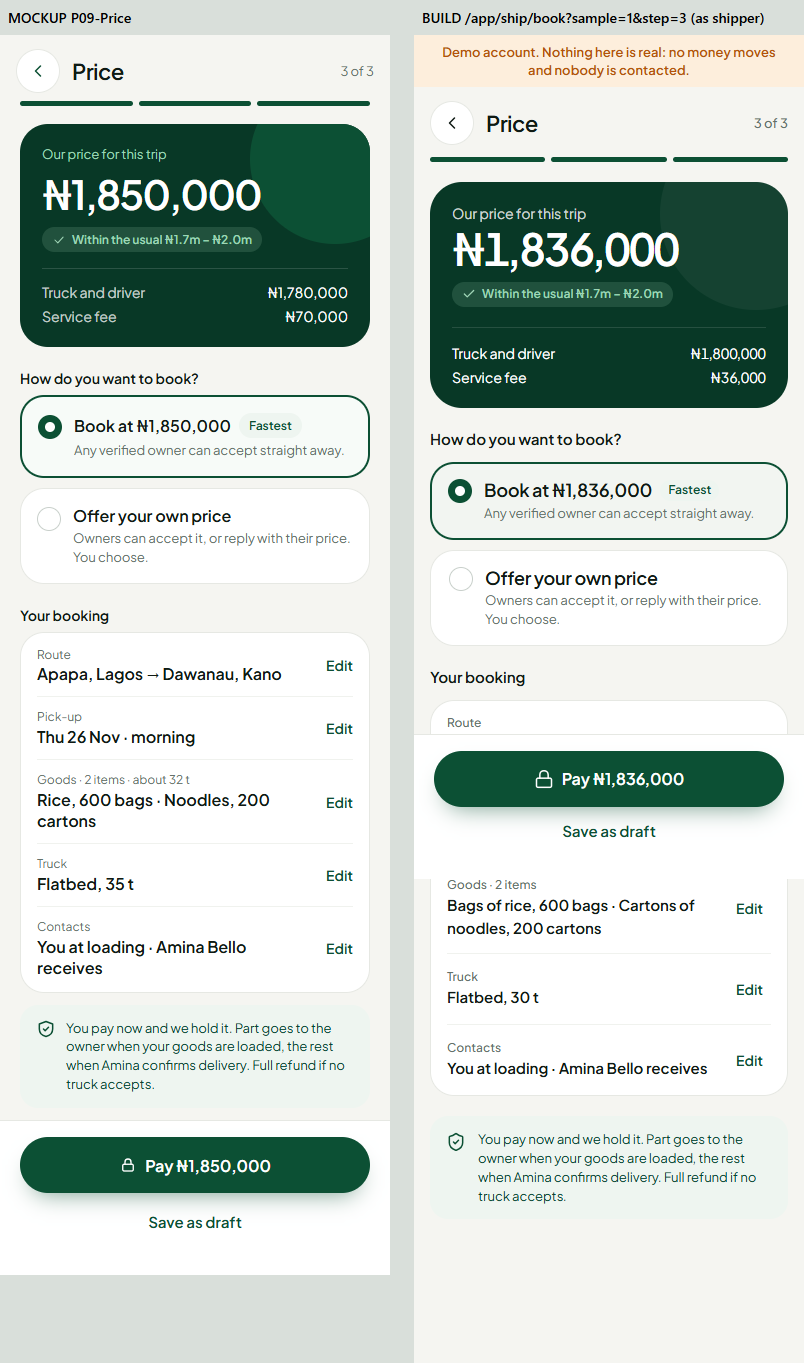 MOCKUP P09-Price
Price
3 of 3
Our price for this trip
₦1,850,000
Within the usual ₦1.7m – ₦2.0m
Truck and driver ₦1,780,000
Service fee ₦70,000
How do you want to book?
Book at ₦1,850,000 Fastest
Any verified owner can accept straight away.
Offer your own price
Owners can accept it, or reply with their price.
You choose.
Your booking
Route
Apapa, Lagos → Dawanau, Kano
Edit
Pick-up
Thu 26 Nov · morning
Edit
Goods · 2 items · about 32 t
Rice, 600 bags · Noodles, 200
cartons
Edit
Truck
Flatbed, 35 t
Edit
Contacts
You at loading · Amina Bello
receives
Edit
You pay now and we hold it. Part goes to the
owner when your goods are loaded, the rest
when Amina confirms delivery. Full refund if no
truck accepts.
Pay ₦1,850,000
Save as draft
BUILD /app/ship/book?sample=1&step=3 (as shipper)
Demo account. Nothing here is real: no money moves
and nobody is contacted.
Price
3 of 3
Our price for this trip
₦1,836,000
Within the usual ₦1.7m – ₦2.0m
Truck and driver ₦1,800,000
Service fee ₦36,000
How do you want to book?
Book at ₦1,836,000 Fastest
Any verified owner can accept straight away.
Offer your own price
Owners can accept it, or reply with their price.
You choose.
Your booking
Route
Pay ₦1,836,000
Save as draft
Goods · 2 items
Bags of rice, 600 bags · Cartons of
noodles, 200 cartons
Edit
Truck
Flatbed, 30 t
Edit
Contacts
You at loading · Amina Bello receives
Edit
You pay now and we hold it. Part goes to the
owner when your goods are loaded, the rest
when Amina confirms delivery. Full refund if no
truck accepts.